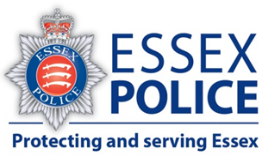 ESSEX
POLICE
ESSEX
POLICE
Protecting and serving Essex